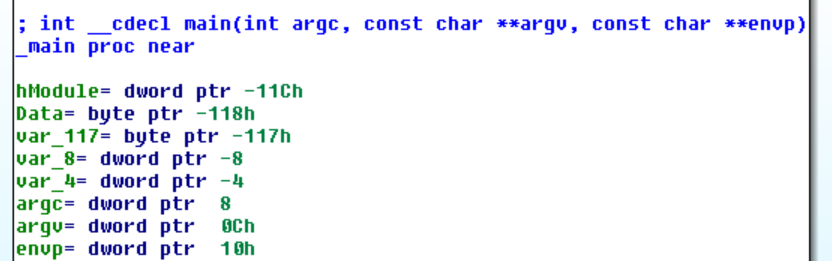 ; int __cdecl main(int argc, const char **argv, const char **envp)
_main proc near
hModule= dword ptr -11Ch
Data= byte ptr -118h
var_117= byte ptr -117h
var_8= dword ptr -8
var_4= dword ptr -4
argc= dword ptr  8
argv= dword ptr  0Ch
envp= dword ptr  10h